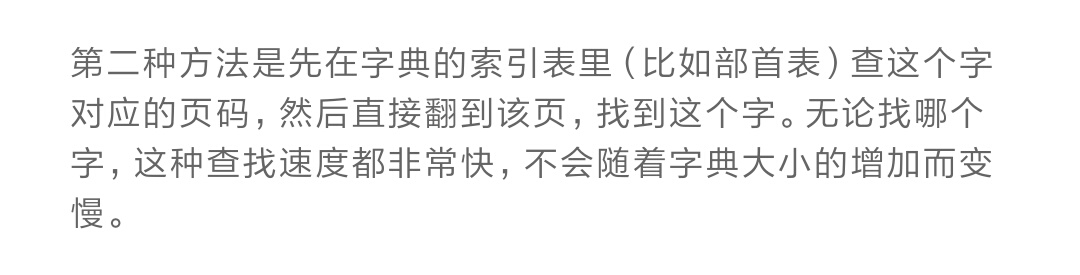 第二种方法是先在字典的索引表里（比如部首表）查这个字
对应的页码，然后直接翻到该页，找到这个字。无论找哪个
字，这种查找速度都非常快，不会随着字典大小的增加而变
慢。